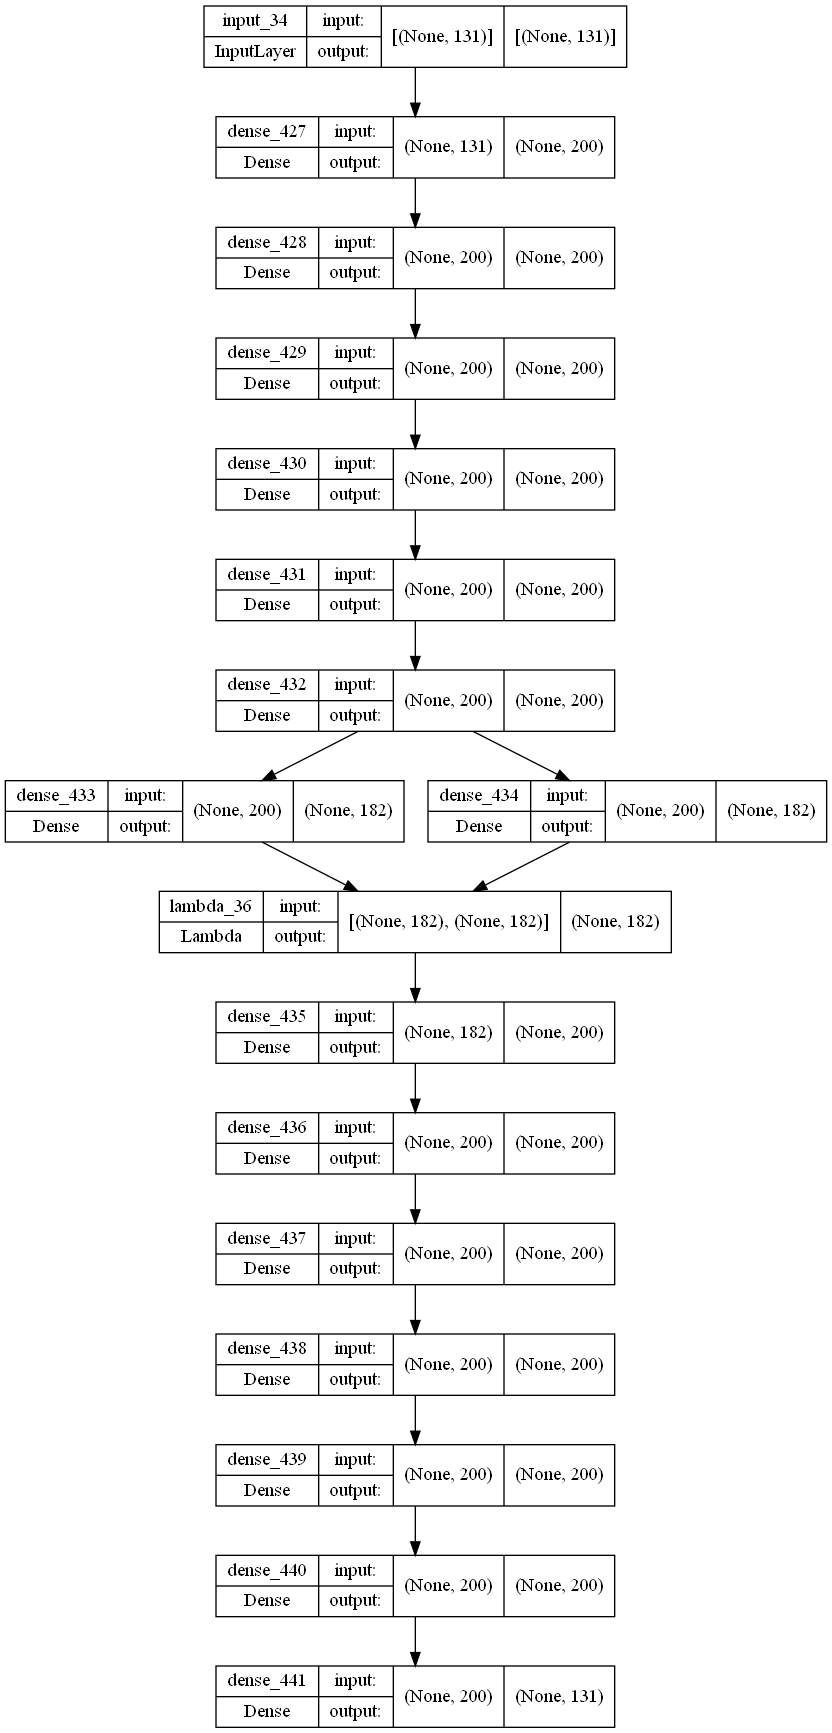 input_34 input: [(None, 131)] [(None, 131)]
InputLayer output:
dense_427 input: (None, 131) (None, 200)
Dense output:
dense_428 input: (None, 200) (None, 200)
Dense output:
dense_429 input: (None, 200) (None, 200)
Dense output:
dense_430 input: (None, 200) (None, 200)
Dense output:
dense_431 input: (None, 200) (None, 200)
Dense output:
dense_432 input: (None, 200) (None, 200)
Dense output:
dense_433 input: (None, 200) (None, 182)
Dense output:
dense_434 input: (None, 200) (None, 182)
Dense output:
lambda_36 input: [(None, 182), (None, 182)] (None, 182)
Lambda output:
dense_435 input: (None, 182) (None, 200)
Dense output:
dense_436 input: (None, 200) (None, 200)
Dense output:
dense_437 input: (None, 200) (None, 200)
Dense output:
dense_438 input: (None, 200) (None, 200)
Dense output:
dense_439 input: (None, 200) (None, 200)
Dense output:
dense_440 input: (None, 200) (None, 200)
Dense output:
dense_441 input: (None, 200) (None, 131)
Dense output: